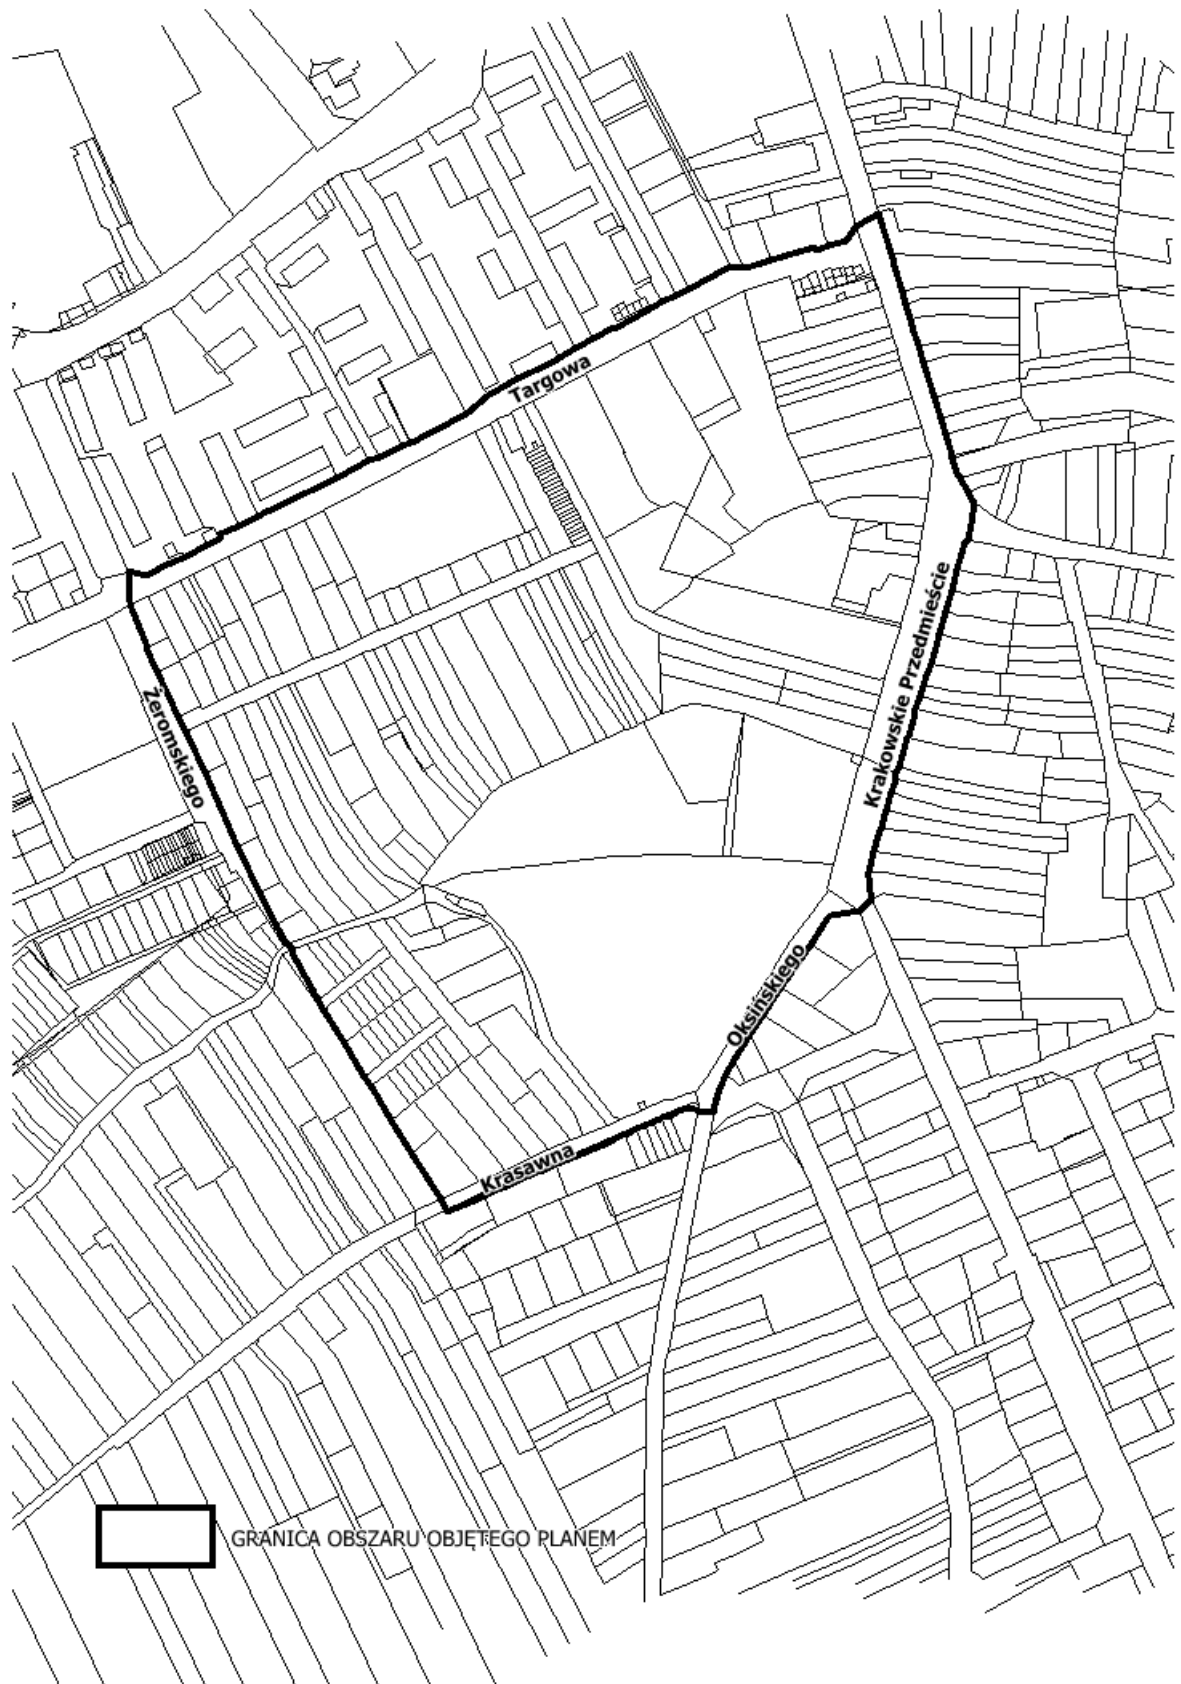 Targowa
Żeromskiego
Krakowskie Przedmieście
Oksińskiego
Krasawna
GRANICA OBSZARU OBJĘTEGO PLANEM